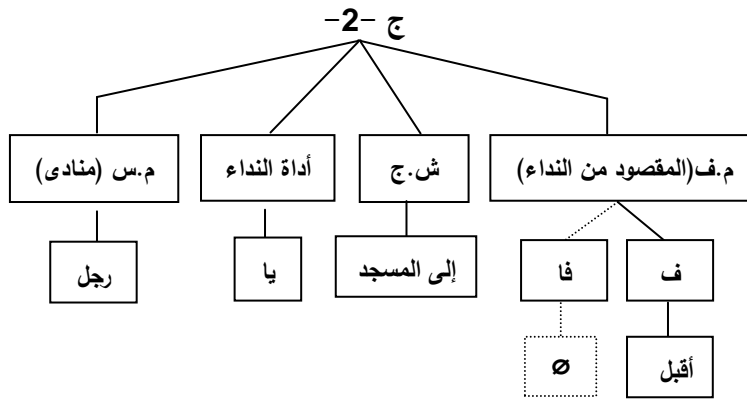 ج -2-
م.ف(المقصود من النداء)
ش.ج
أداة النداء
م.س (منادى)
ف
فا
إلى المسجد
يا
رجل
أقبل
Ø